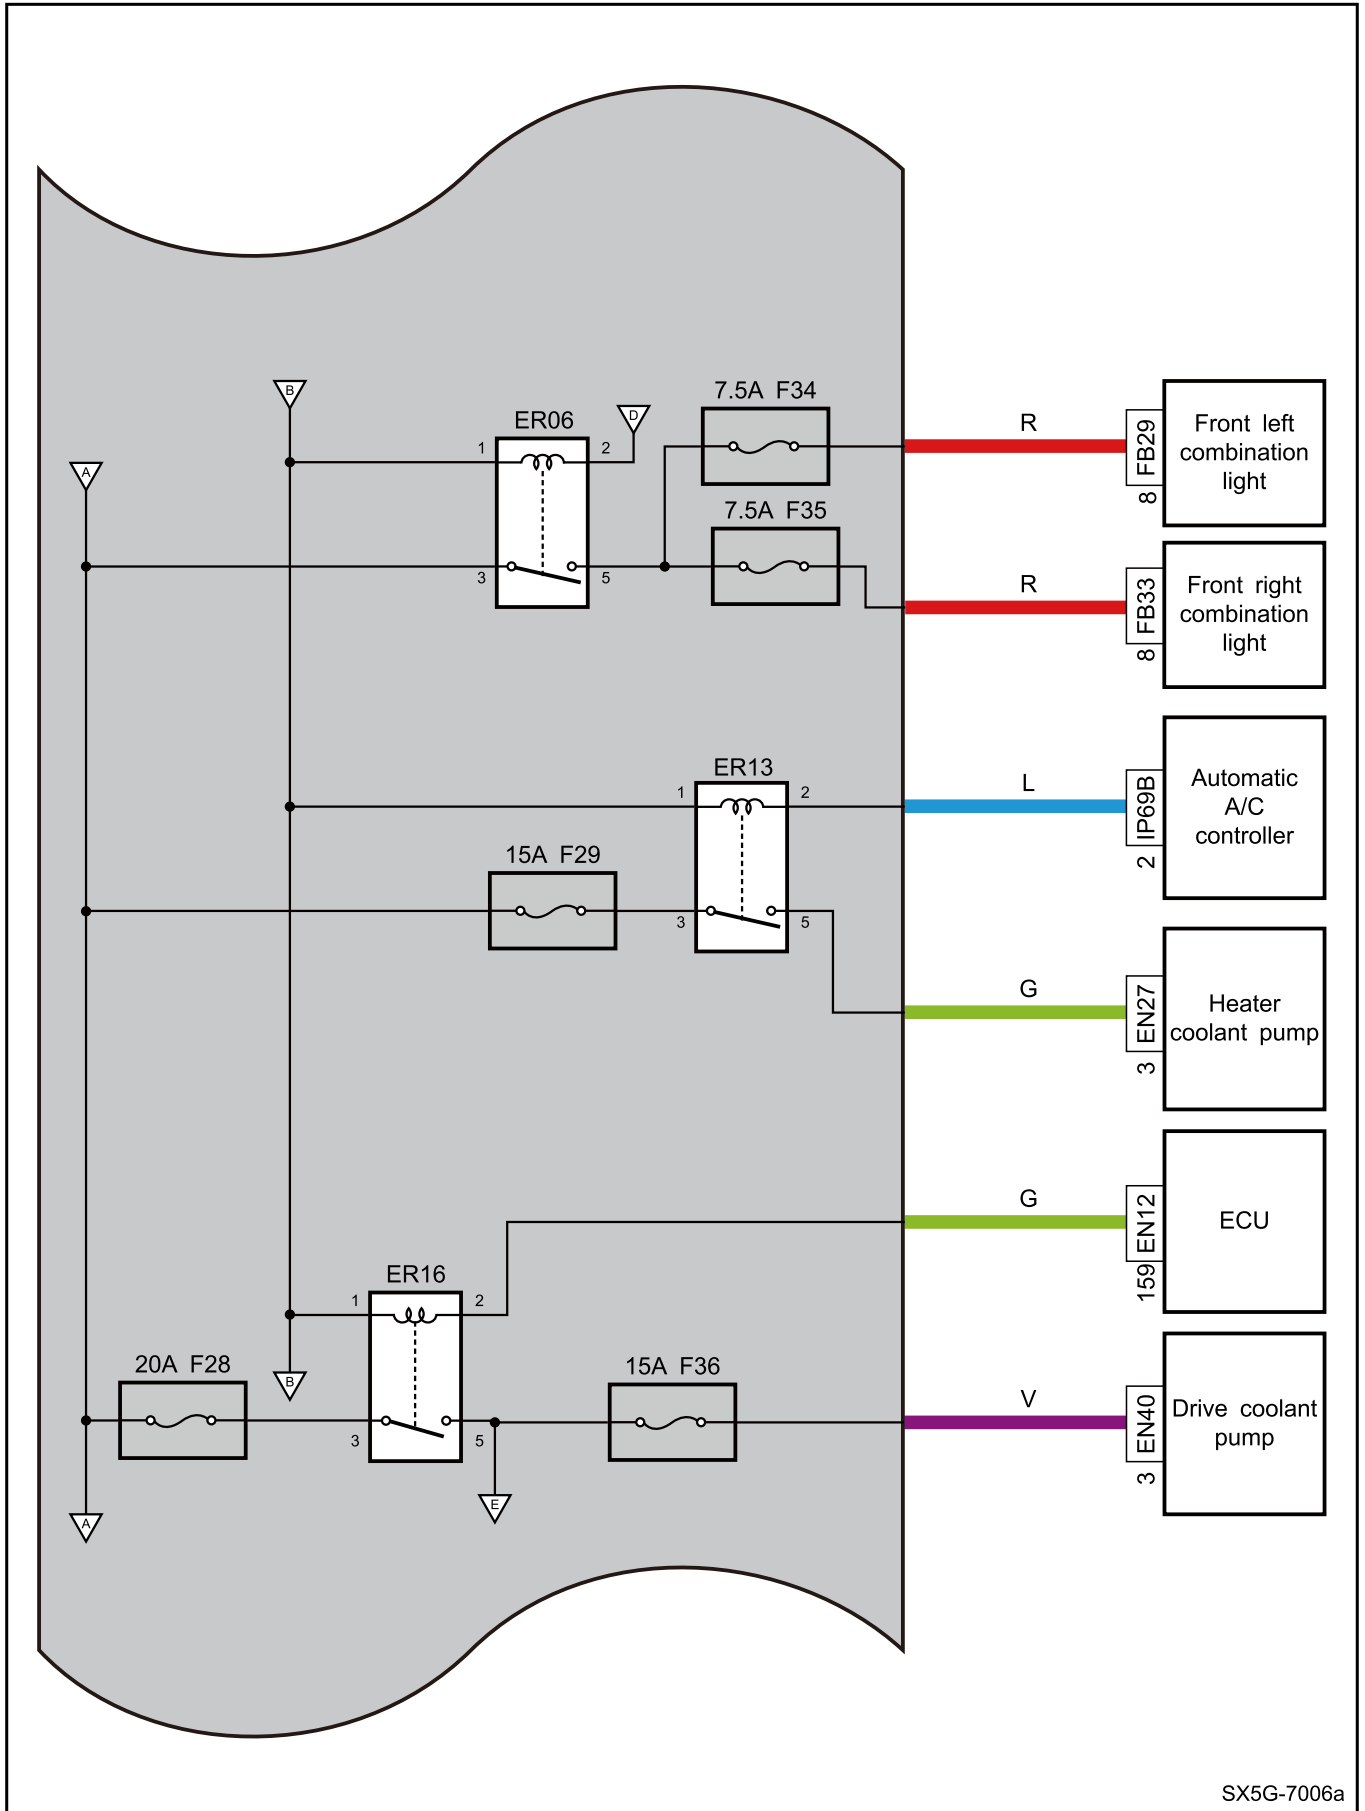 B
7.5A F34
D
ER06
R
FB29
8
Front left
combination
light
1
2
A
7.5A F35
3
5
R
FB33
8
Front right
combination
light
ER13
1
2
L
IP69B
2
Automatic
A/C
controller
15A F29
3
5
G
EN27
3
Heater
coolant pump
G
EN12
159
ECU
ER16
1
2
20A F28
B
15A F36
3
5
V
EN40
3
Drive coolant
pump
E
A
SX5G-7006a